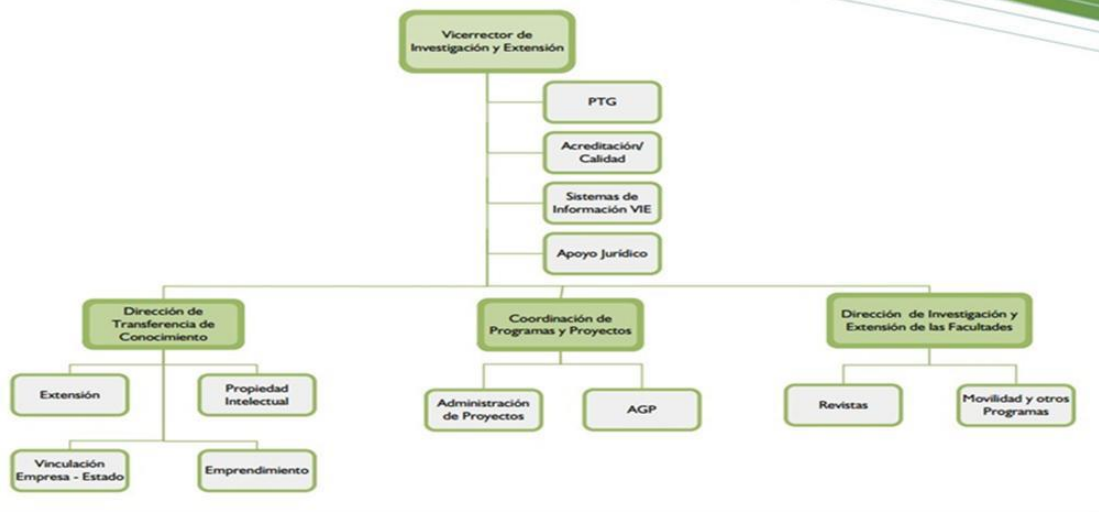 Vicerrector de
Investigación y Extensión
PTG
Acreditación/
Calidad
Sistemas de
Información VIE
Apoyo Jurídico
Dirección de
Transferencia de
Conocimiento
Extensión
Propiedad
Intelectual
Vinculación
Empresa - Estado
Emprendimiento
Coordinación de
Programas y Proyectos
Administración
de Proyectos
AGP
Dirección de Investigación y
Extensión de las Facultades
Revistas
Movilidad y otros
Programas